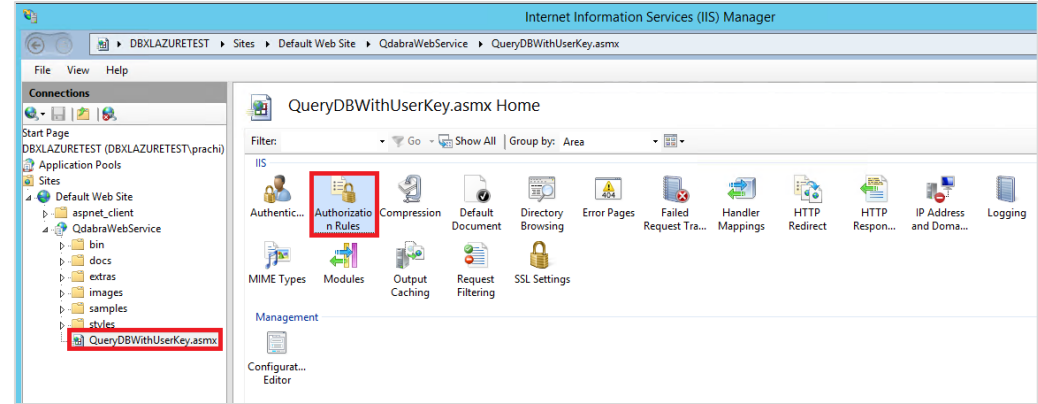 Internet Information Services (IIS) Manager
DBXLAZURETEST Sites Default Web Site QdabraWebService QueryDBWithUserKey.asmx
File View Help
Connections
Start Page
DBXLAZURETEST (DBXLAZURETEST\prachi)
Application Pools
Sites
Default Web Site
aspnet_client
QdabraWebService
bin
docs
extras
images
samples
styles
QueryDBWithUserKey.asmx
QueryDBWithUserKey.asmx Home
Filter: Go Show All Group by: Area
IIS
Authentic... Authorizatio Compression Default Directory Error Pages Failed Handler HTTP HTTP IP Address Logging
n Rules Document Browsing Request Tra... Mappings Redirect Respon... and Doma...
404
MIME Types Modules Output Request SSL Settings
Caching Filtering
Management
Configurat...
Editor